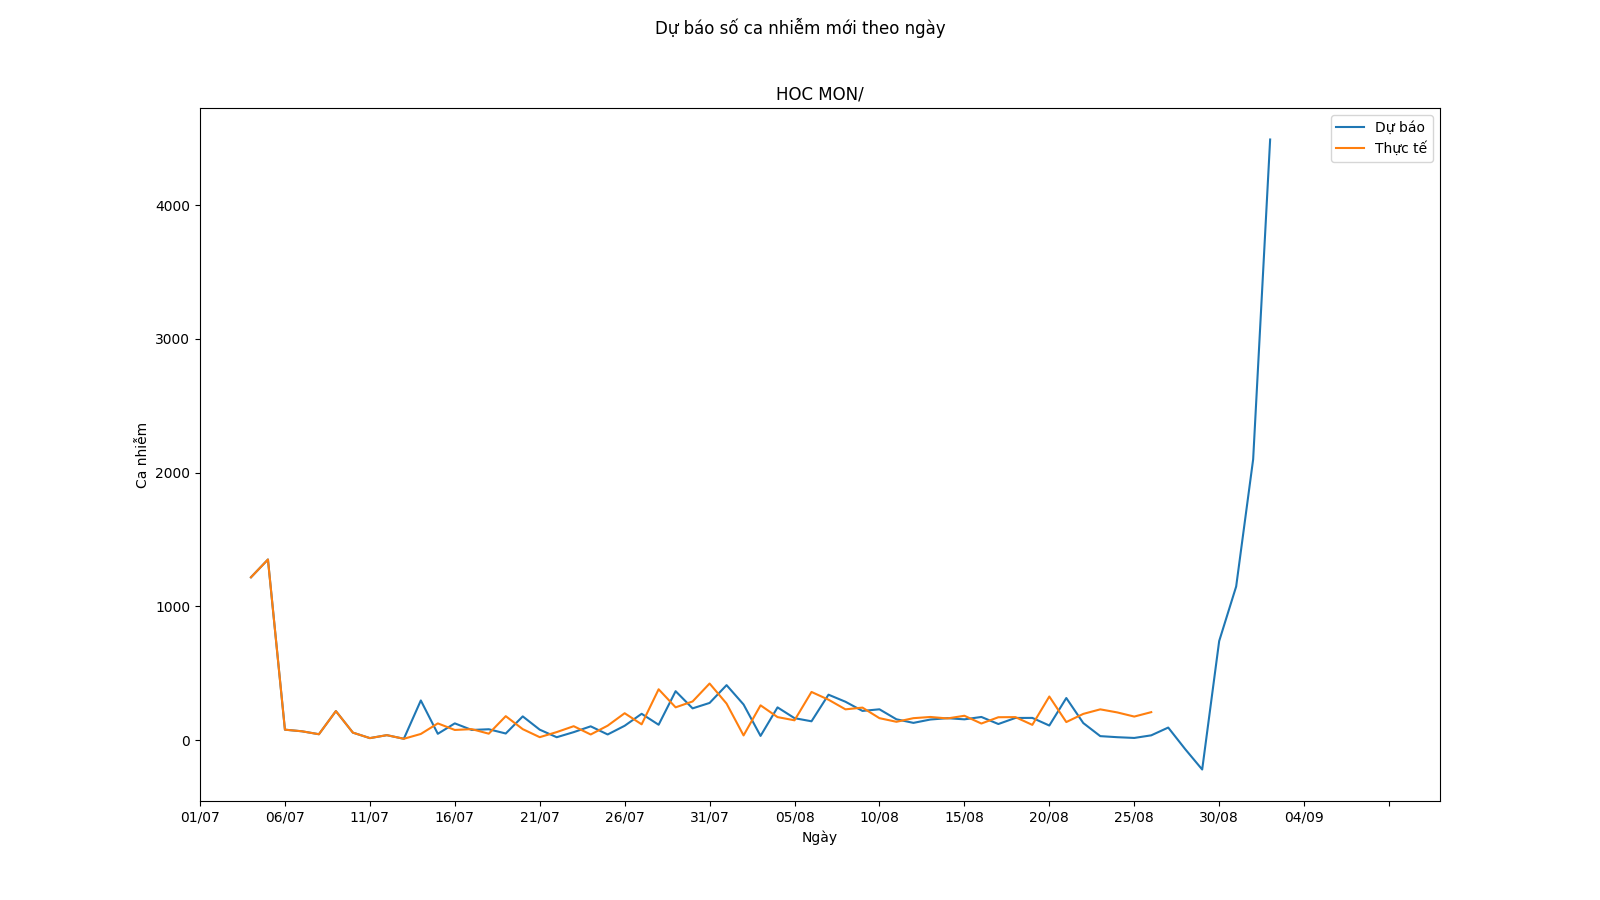 Dự báo số ca nhiễm mới theo ngày
HOC MON/
Dự báo
Thực tế
4000
3000
2000
1000
0
Ca nhiễm
01/07 06/07 11/07 16/07 21/07 26/07 31/07 05/08 10/08 15/08 20/08 25/08 30/08 04/09
Ngày